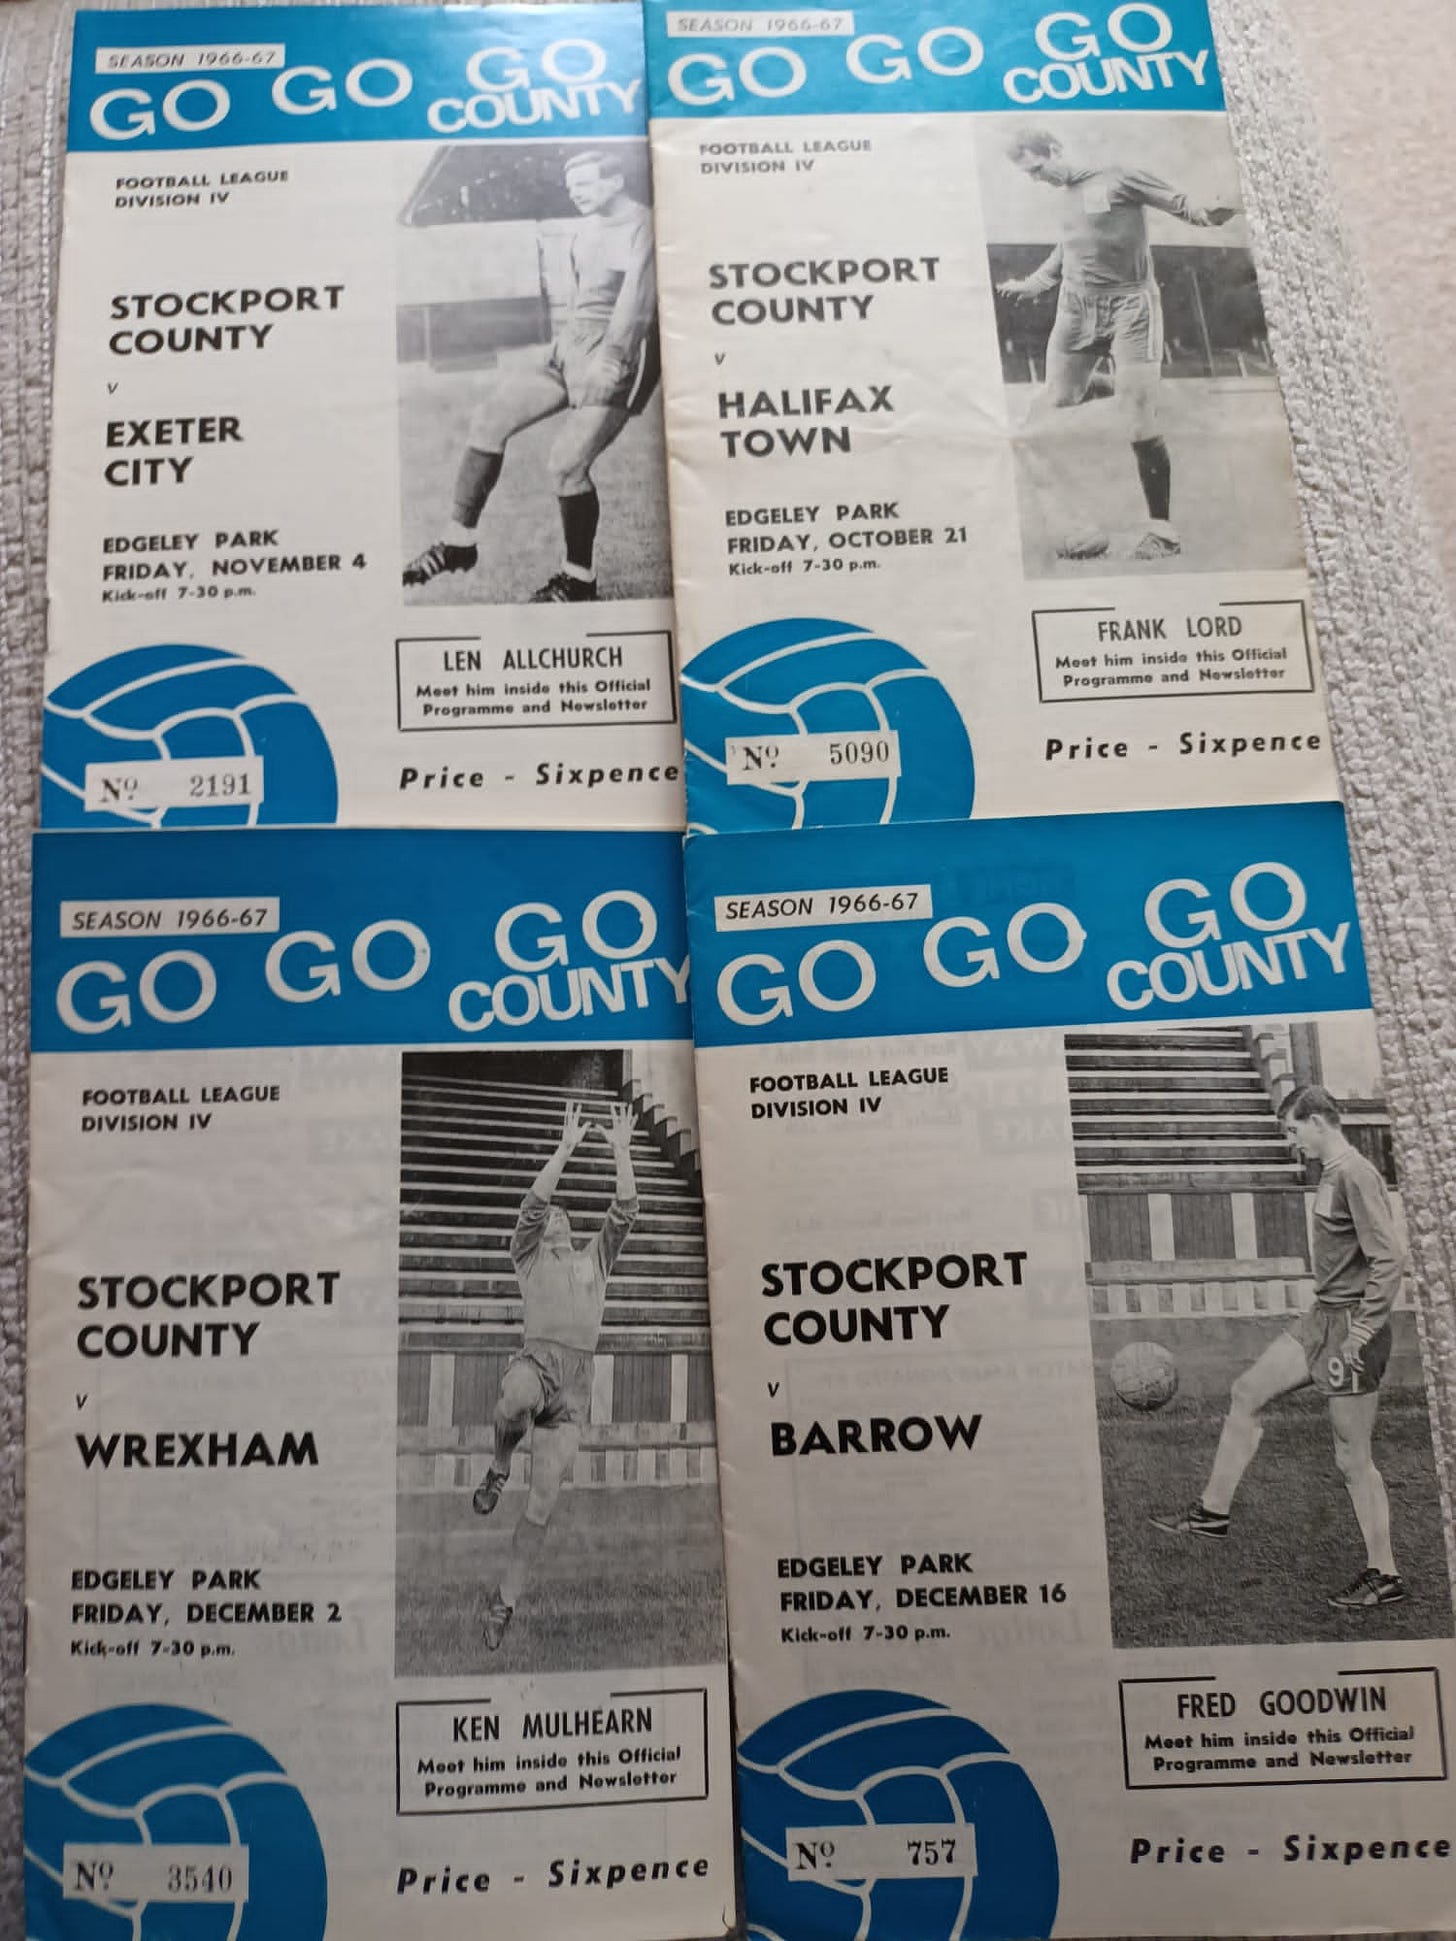 SEASON 1966-67
GO GO GO
COUNTY
FOOTBALL LEAGUE
DIVISION IV
STOCKPORT
COUNTY
v
EXETER
CITY
EDGELEY PARK
FRIDAY, NOVEMBER 4
Kick-off 7-30 p.m.
LEN ALLCHURCH
Meet him inside this Official
Programme and Newsletter
Nº 2191
Price - Sixpence
SEASON 1966-67
GO GO GO
COUNTY
FOOTBALL LEAGUE
DIVISION IV
STOCKPORT
COUNTY
v
HALIFAX
TOWN
EDGELEY PARK
FRIDAY, OCTOBER 21
Kick-off 7-30 p.m.
FRANK LORD
Meet him inside this Official
Programme and Newsletter
Nº 5090
Price - Sixpence
SEASON 1966-67
GO GO GO
COUNTY
FOOTBALL LEAGUE
DIVISION IV
STOCKPORT
COUNTY
v
WREXHAM
EDGELEY PARK
FRIDAY, DECEMBER 2
Kick-off 7-30 p.m.
KEN MULHEARN
Meet him inside this Official
Programme and Newsletter
Nº 3540
Price - Sixpence
SEASON 1966-67
GO GO GO
COUNTY
FOOTBALL LEAGUE
DIVISION IV
STOCKPORT
COUNTY
v
BARROW
9
EDGELEY PARK
FRIDAY, DECEMBER 16
Kick-off 7-30 p.m.
FRED GOODWIN
Meet him inside this Official
Programme and Newsletter
Nº 757
Price - Sixpence